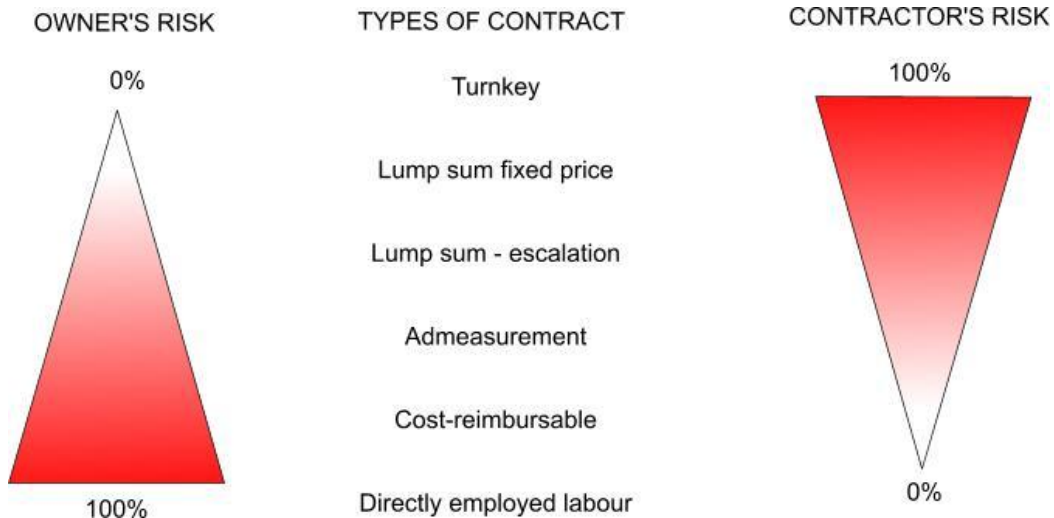 OWNER'S RISK
TYPES OF CONTRACT
CONTRACTOR'S RISK
0%
Turnkey
100%
Lump sum fixed price
Lump sum - escalation
Admeasurement
Cost-reimbursable
100%
Directly employed labour
0%